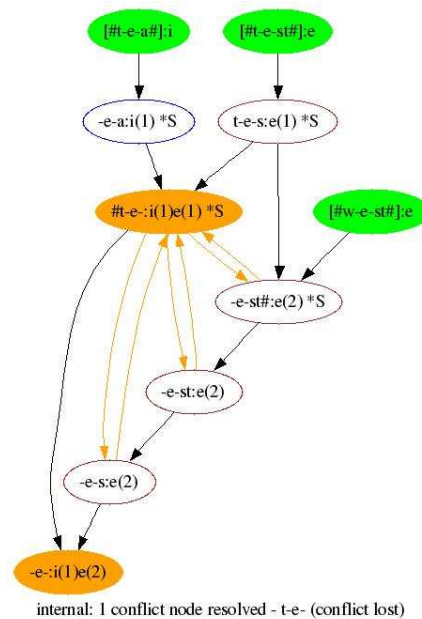 [#t-e-a#]:i
[#t-e-st#]:e
-e-a:i(1) *S
t-e-s:e(1) *S
#t-e-:i(1)e(1) *S
[#w-e-st#]:e
-e-st#:e(2) *S
-e-st:e(2)
-e-s:e(2)
-e-:i(1)e(2)
internal: 1 conflict node resolved - t-e- (conflict lost)